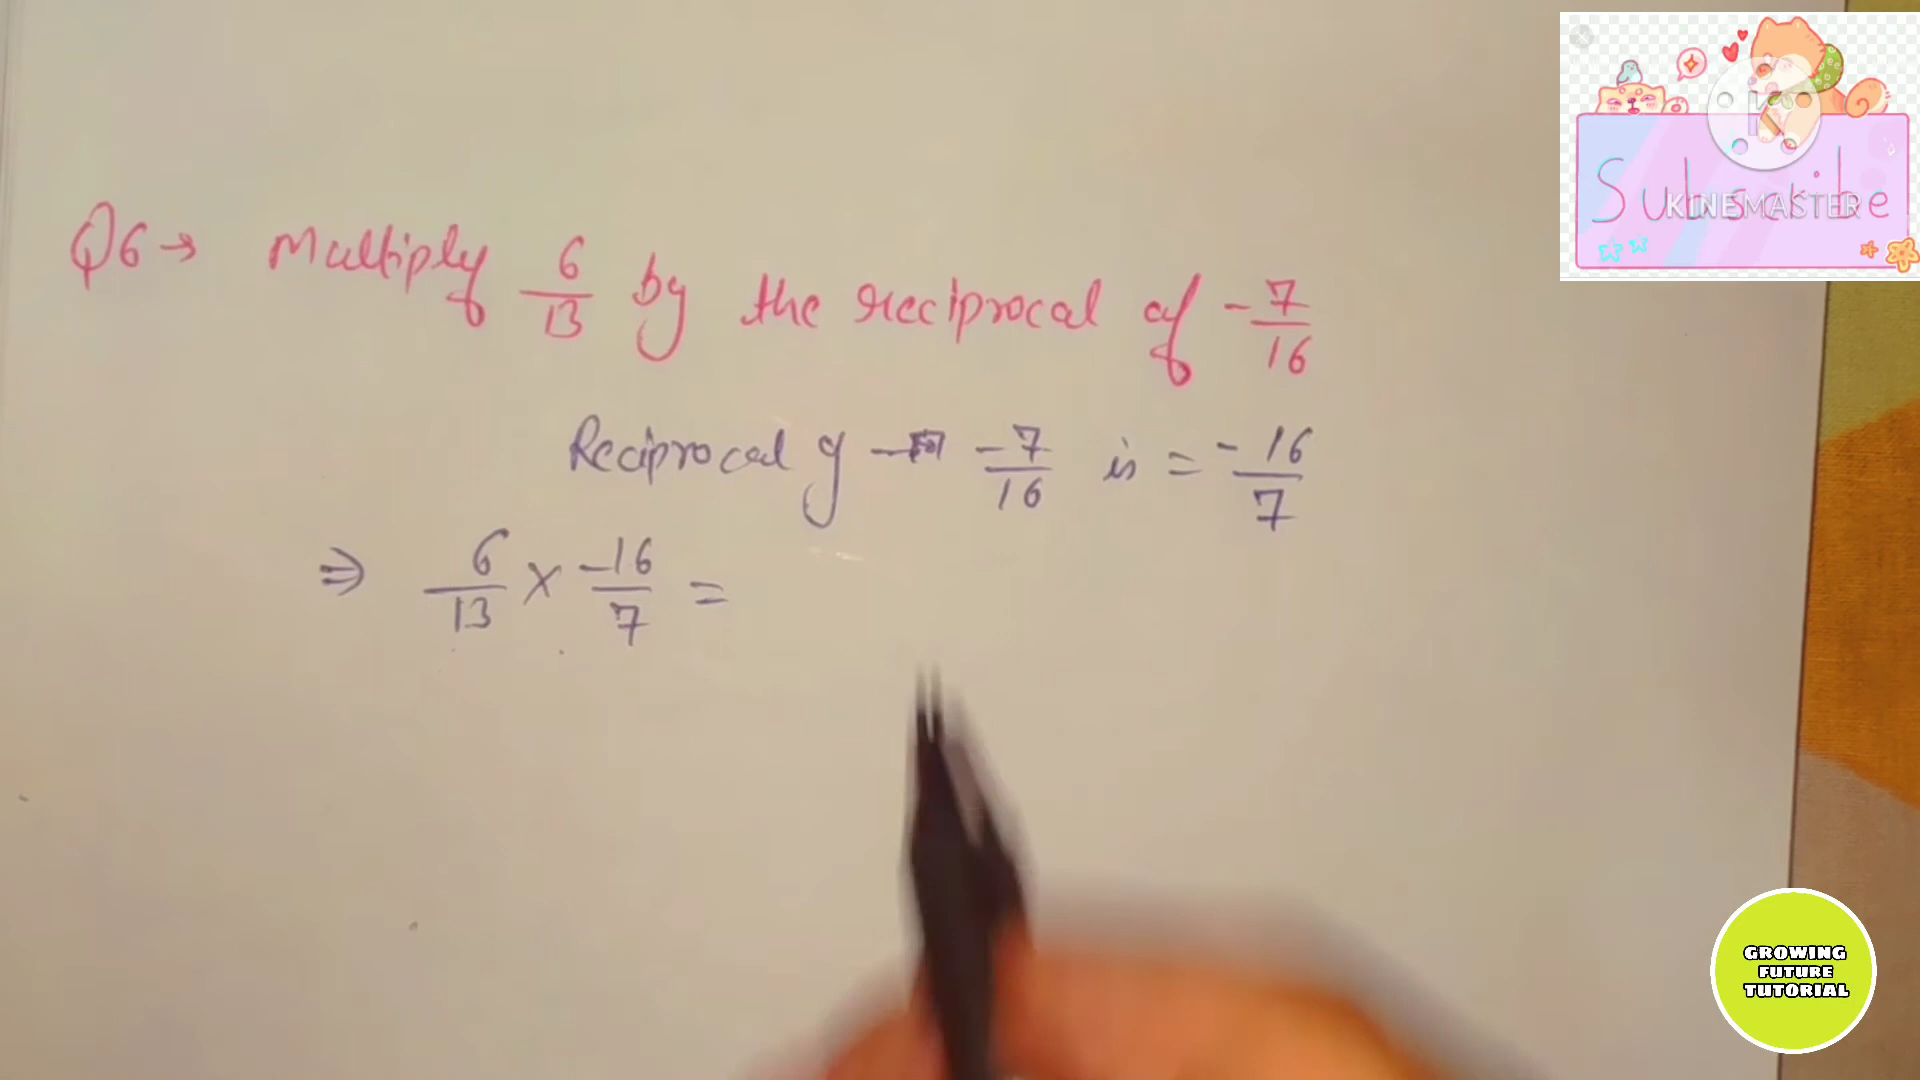 Subscribe
KINEMASTER
Q6→ Multiply 6/13 by the reciprocal of -7/16
Reciprocal of -7/16 is = -16/7
⇒ 6/13 × -16/7 =
GROWING
FUTURE
TUTORIAL